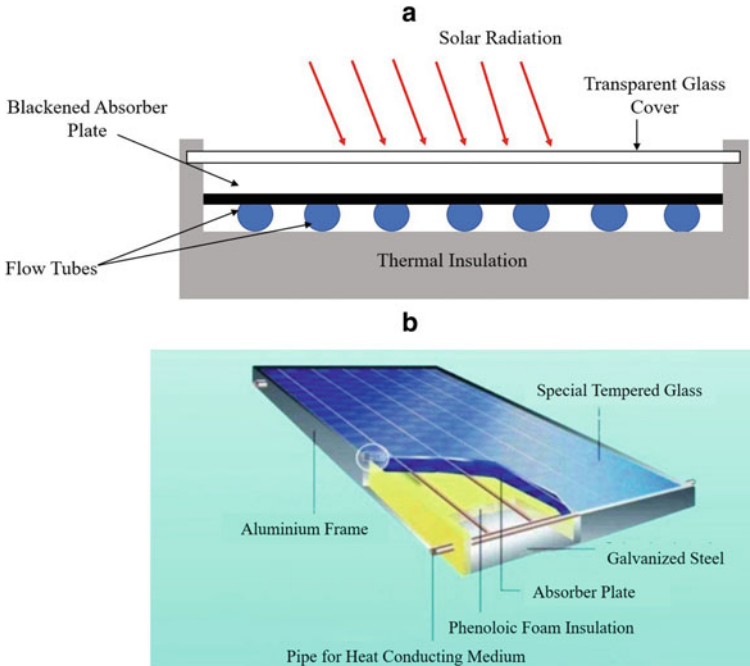 a
Solar Radiation
Transparent Glass
Cover
Blackened Absorber
Plate
Flow Tubes
Thermal Insulation
b
Special Tempered Glass
Aluminium Frame
Galvanized Steel
Absorber Plate
Phenoloic Foam Insulation
Pipe for Heat Conducting Medium